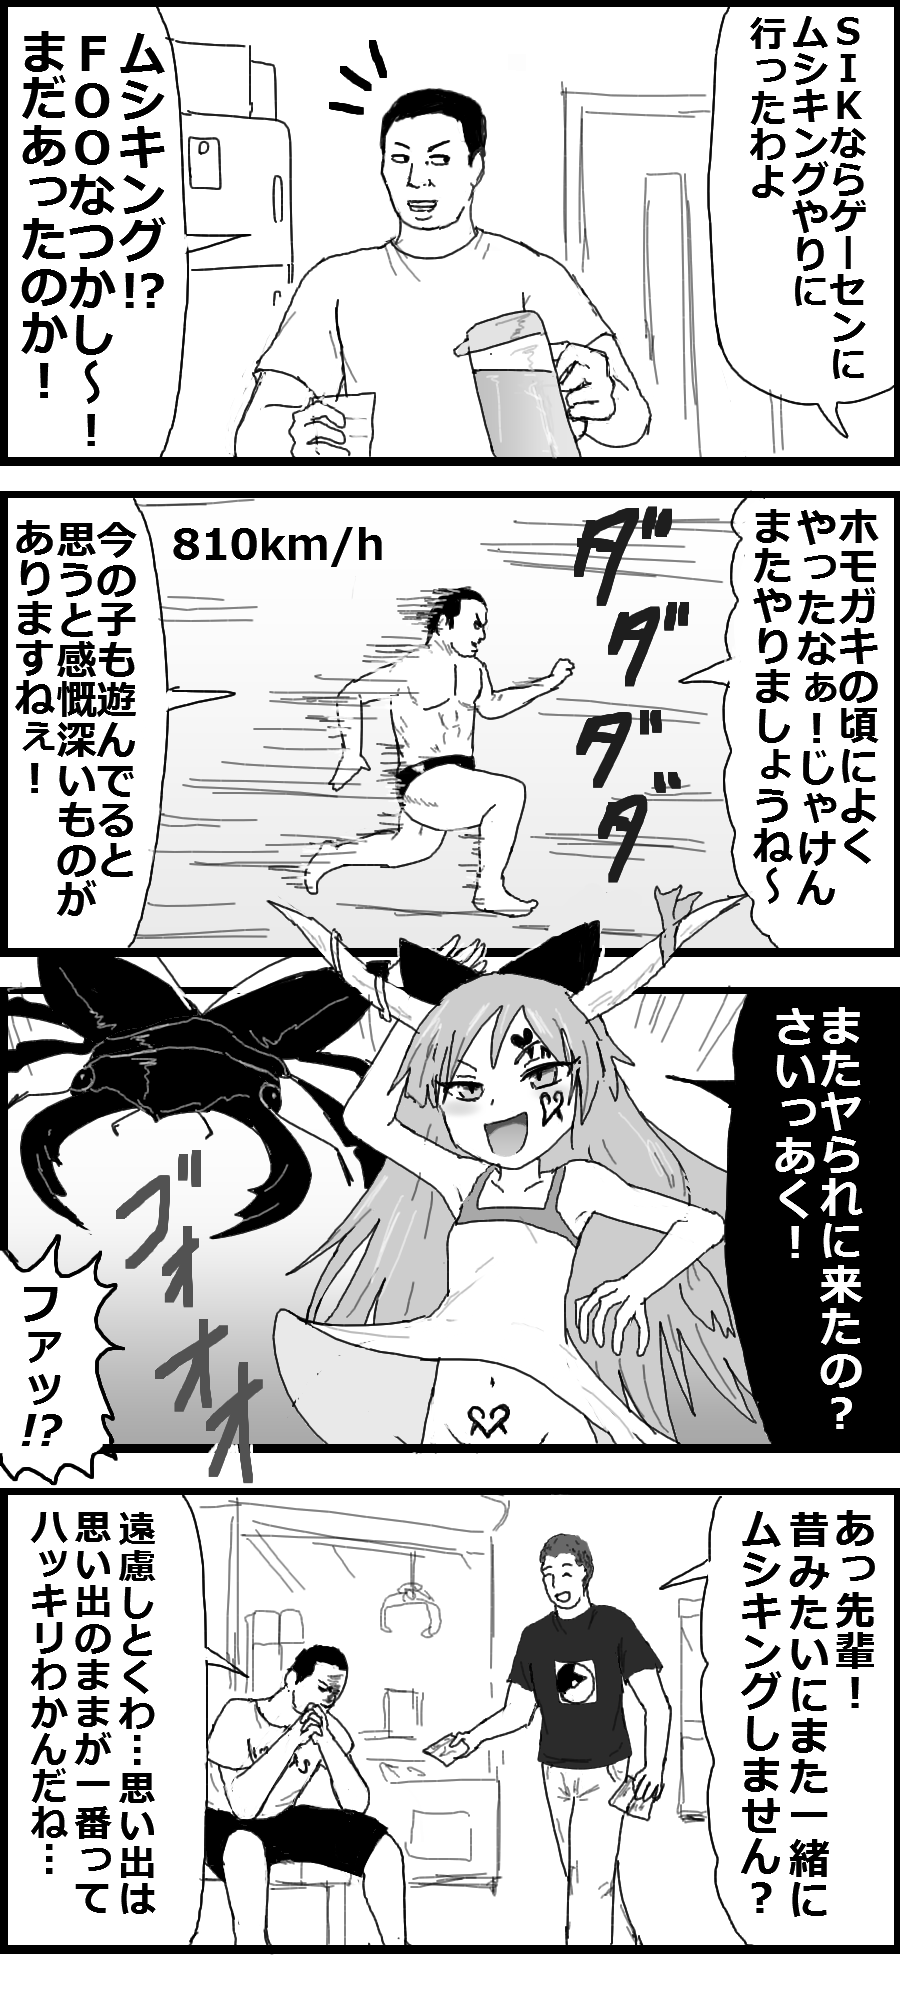 ＳＩＫならゲーセンに
ムシキングやりに
行ったわよ
ムシキング!?
ＦＯＯなつかし〜！
まだあったのか！
ホモガキの頃によく
やったなぁ！じゃけん
またやりましょうね〜
ダダダダ
810km/h
今の子も遊んでると
思うと感慨深いものが
ありますねぇ！
またヤられに来たの？
さいっあく！
ゴオオオ
ファッ!?
あっ先輩！
昔みたいにまた一緒に
ムシキングしません？
遠慮しとくわ…思い出は
思い出のままが一番って
ハッキリわかんだね…